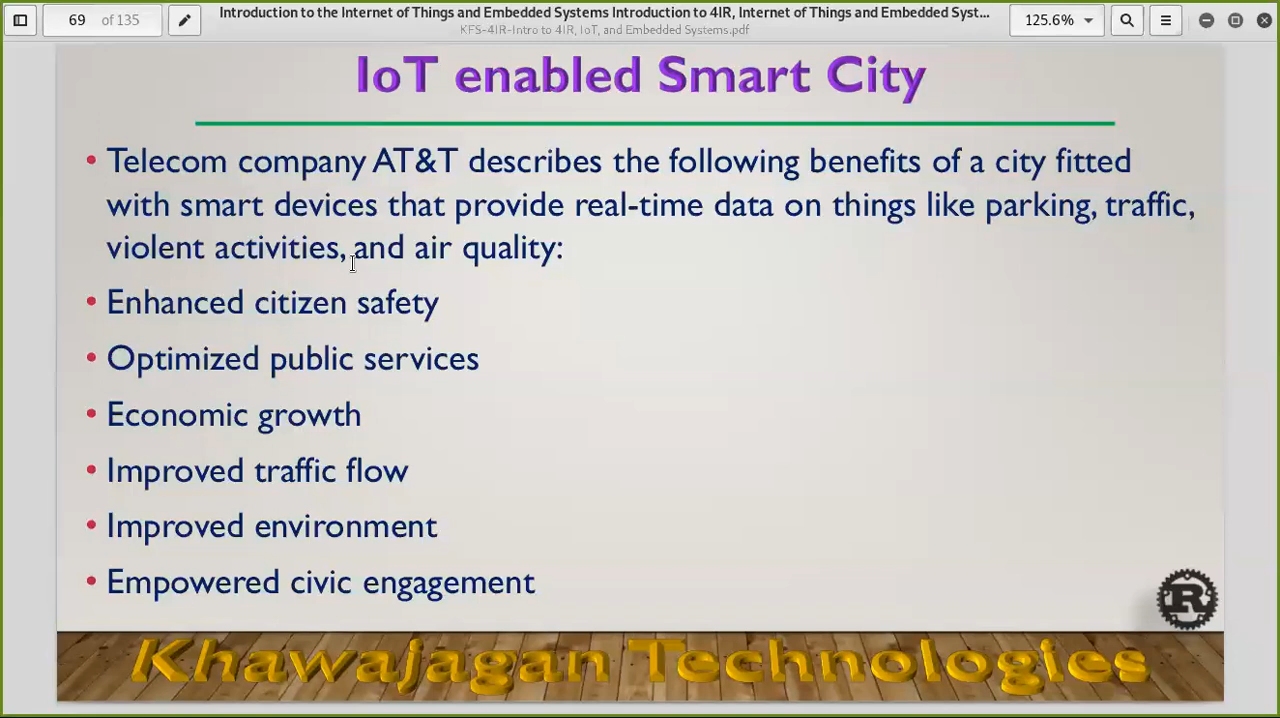 69 of 135
Introduction to the Internet of Things and Embedded Systems Introduction to 4IR, Internet of Things and Embedded Syst...
KFS-4IR-Intro to 4IR, IoT, and Embedded Systems.pdf
125.6%
IoT enabled Smart City
• Telecom company AT&T describes the following benefits of a city fitted
with smart devices that provide real-time data on things like parking, traffic,
violent activities, and air quality:
• Enhanced citizen safety
• Optimized public services
• Economic growth
• Improved traffic flow
• Improved environment
• Empowered civic engagement
R
Khawajagan Technologies